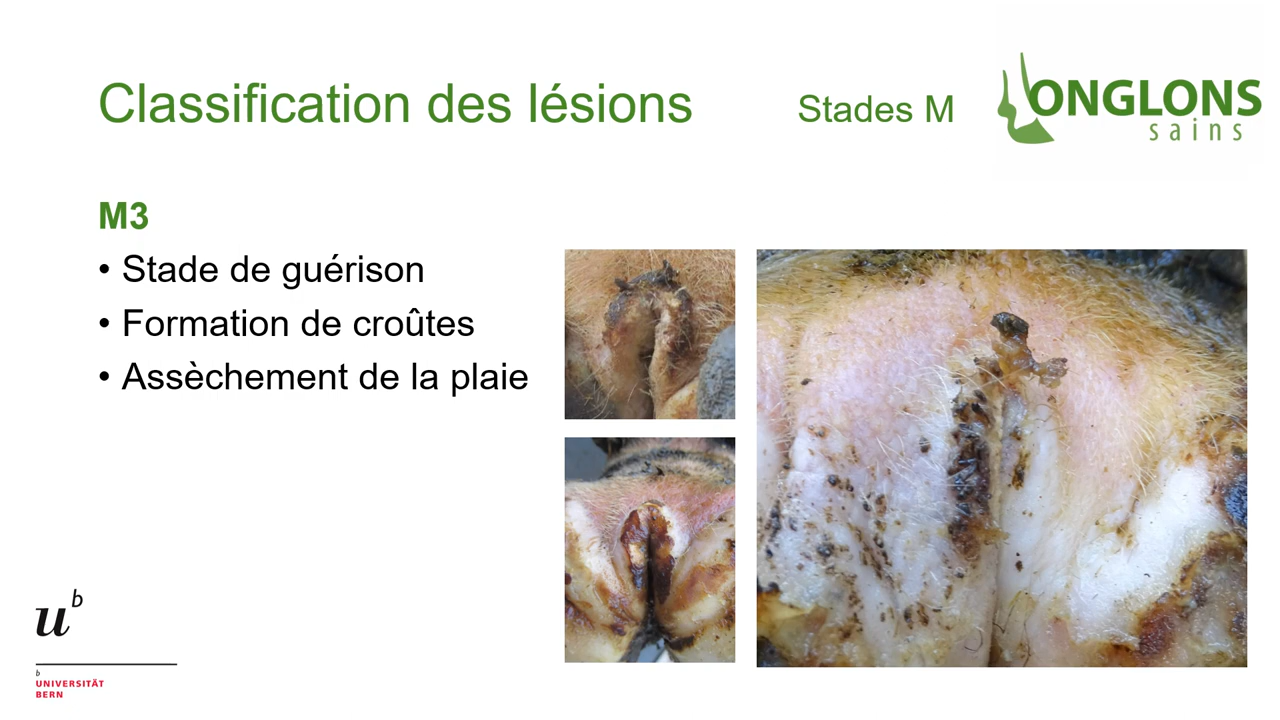 Classification des lésions
Stades M
ONGLONS
sains
M3
• Stade de guérison
• Formation de croûtes
• Assèchement de la plaie
u b
b
UNIVERSITÄT
BERN